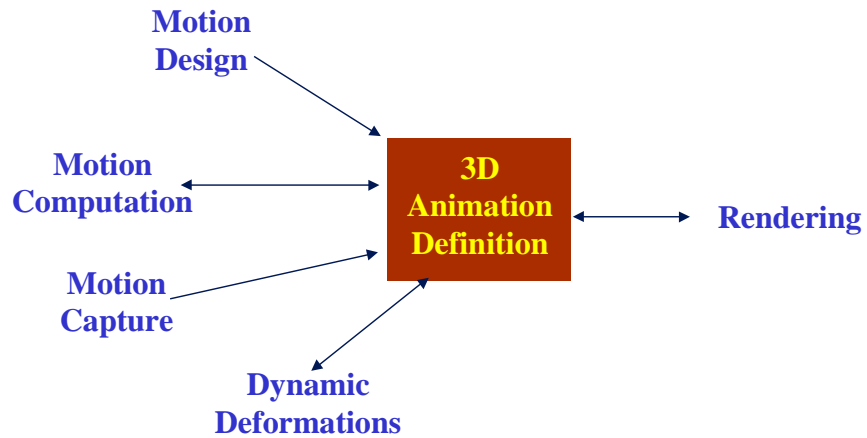 Motion
Design
Motion
Computation
3D
Animation
Definition
Rendering
Motion
Capture
Dynamic
Deformations